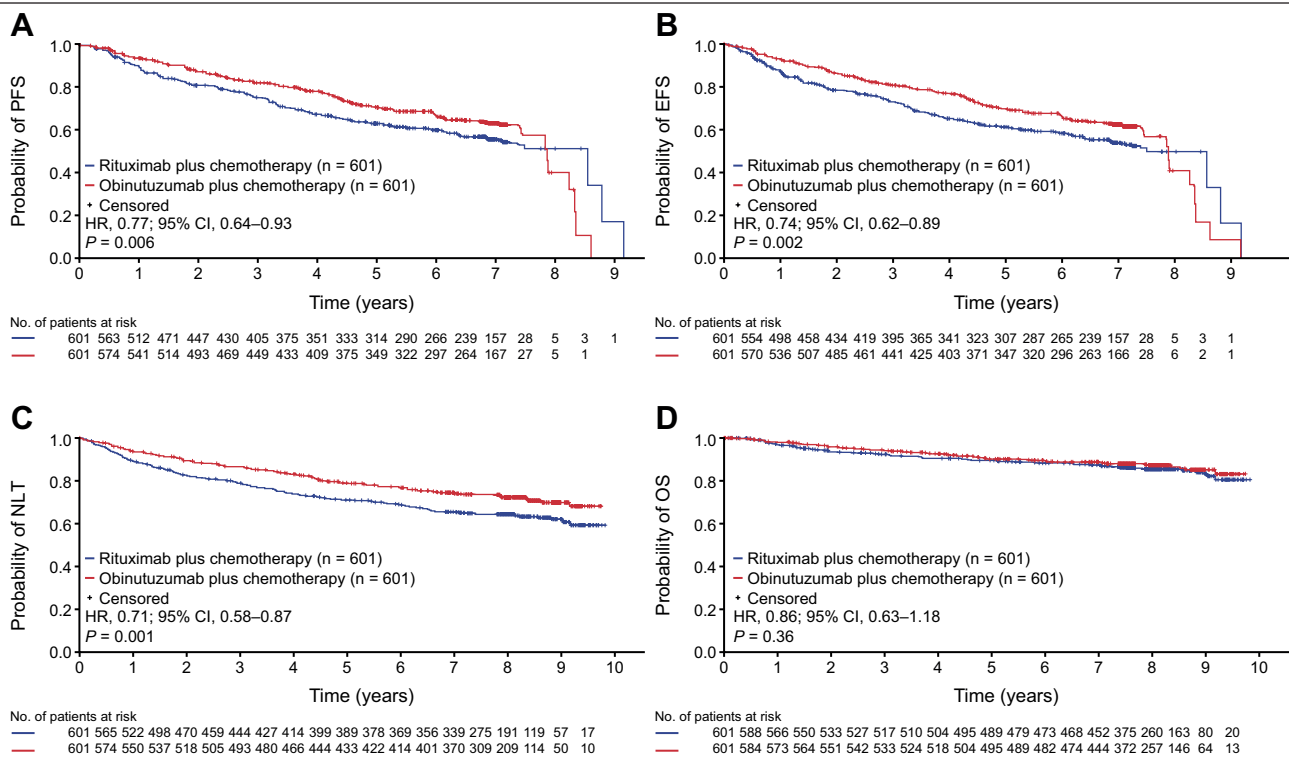 A
Probability of PFS
1.0
0.8
0.6
0.4
0.2
0.0
Rituximab plus chemotherapy (n = 601)
Obinutuzumab plus chemotherapy (n = 601)
+ Censored
HR, 0.77; 95% CI, 0.64–0.93
P = 0.006
0 1 2 3 4 5 6 7 8 9
Time (years)
No. of patients at risk
601 563 512 471 447 430 405 375 351 333 314 290 266 239 157 28 5 3 1
601 574 541 514 493 469 449 433 409 375 349 322 297 264 167 27 5 1
B
Probability of EFS
1.0
0.8
0.6
0.4
0.2
0.0
Rituximab plus chemotherapy (n = 601)
Obinutuzumab plus chemotherapy (n = 601)
+ Censored
HR, 0.74; 95% CI, 0.62–0.89
P = 0.002
0 1 2 3 4 5 6 7 8 9
Time (years)
No. of patients at risk
601 554 498 458 434 419 395 365 341 323 307 287 265 239 157 28 5 3 1
601 570 536 507 485 461 441 425 403 371 347 320 296 263 166 28 6 2 1
C
Probability of NLT
1.0
0.8
0.6
0.4
0.2
0.0
Rituximab plus chemotherapy (n = 601)
Obinutuzumab plus chemotherapy (n = 601)
+ Censored
HR, 0.71; 95% CI, 0.58–0.87
P = 0.001
0 1 2 3 4 5 6 7 8 9 10
Time (years)
No. of patients at risk
601 565 522 498 470 459 444 427 414 399 389 378 369 356 339 275 191 119 57 17
601 574 550 537 518 505 493 480 466 444 433 422 414 401 370 309 209 114 50 10
D
Probability of OS
1.0
0.8
0.6
0.4
0.2
0.0
Rituximab plus chemotherapy (n = 601)
Obinutuzumab plus chemotherapy (n = 601)
+ Censored
HR, 0.86; 95% CI, 0.63–1.18
P = 0.36
0 1 2 3 4 5 6 7 8 9 10
Time (years)
No. of patients at risk
601 588 566 550 533 527 517 510 504 495 489 479 473 468 452 375 260 163 80 20
601 584 573 564 551 542 533 524 518 504 495 489 482 474 444 372 257 146 64 13